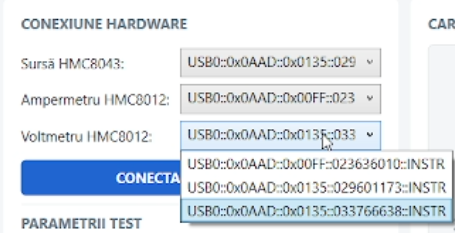 CONEXIUNE HARDWARE
CAR
Sursă HMC8043:
USB0::0x0AAD::0x0135::029
Ampermetru HMC8012:
USB0::0x0AAD::0x00FF::023
Voltmetru HMC8012:
USB0::0x0AAD::0x0135::033
USB0::0x0AAD::0x00FF::023636010::INSTR
CONECTA
USB0::0x0AAD::0x0135::029601173::INSTR
USB0::0x0AAD::0x0135::033766638::INSTR
PARAMETRII TEST